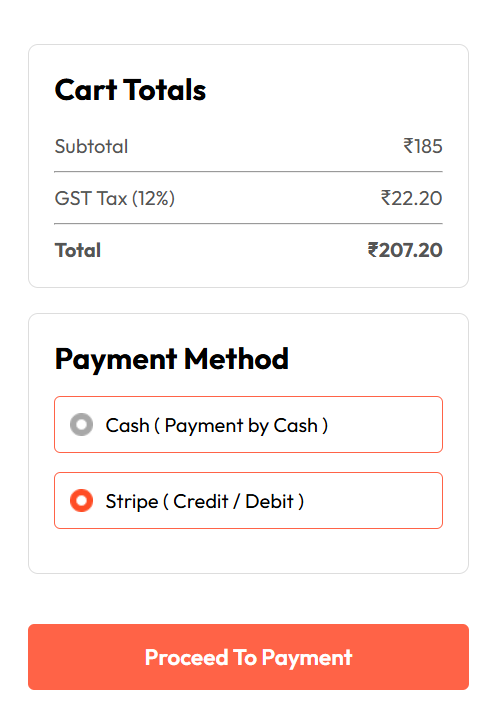 Cart Totals
Subtotal ₹185
GST Tax (12%) ₹22.20
Total ₹207.20
Payment Method
Cash ( Payment by Cash )
Stripe ( Credit / Debit )
Proceed To Payment